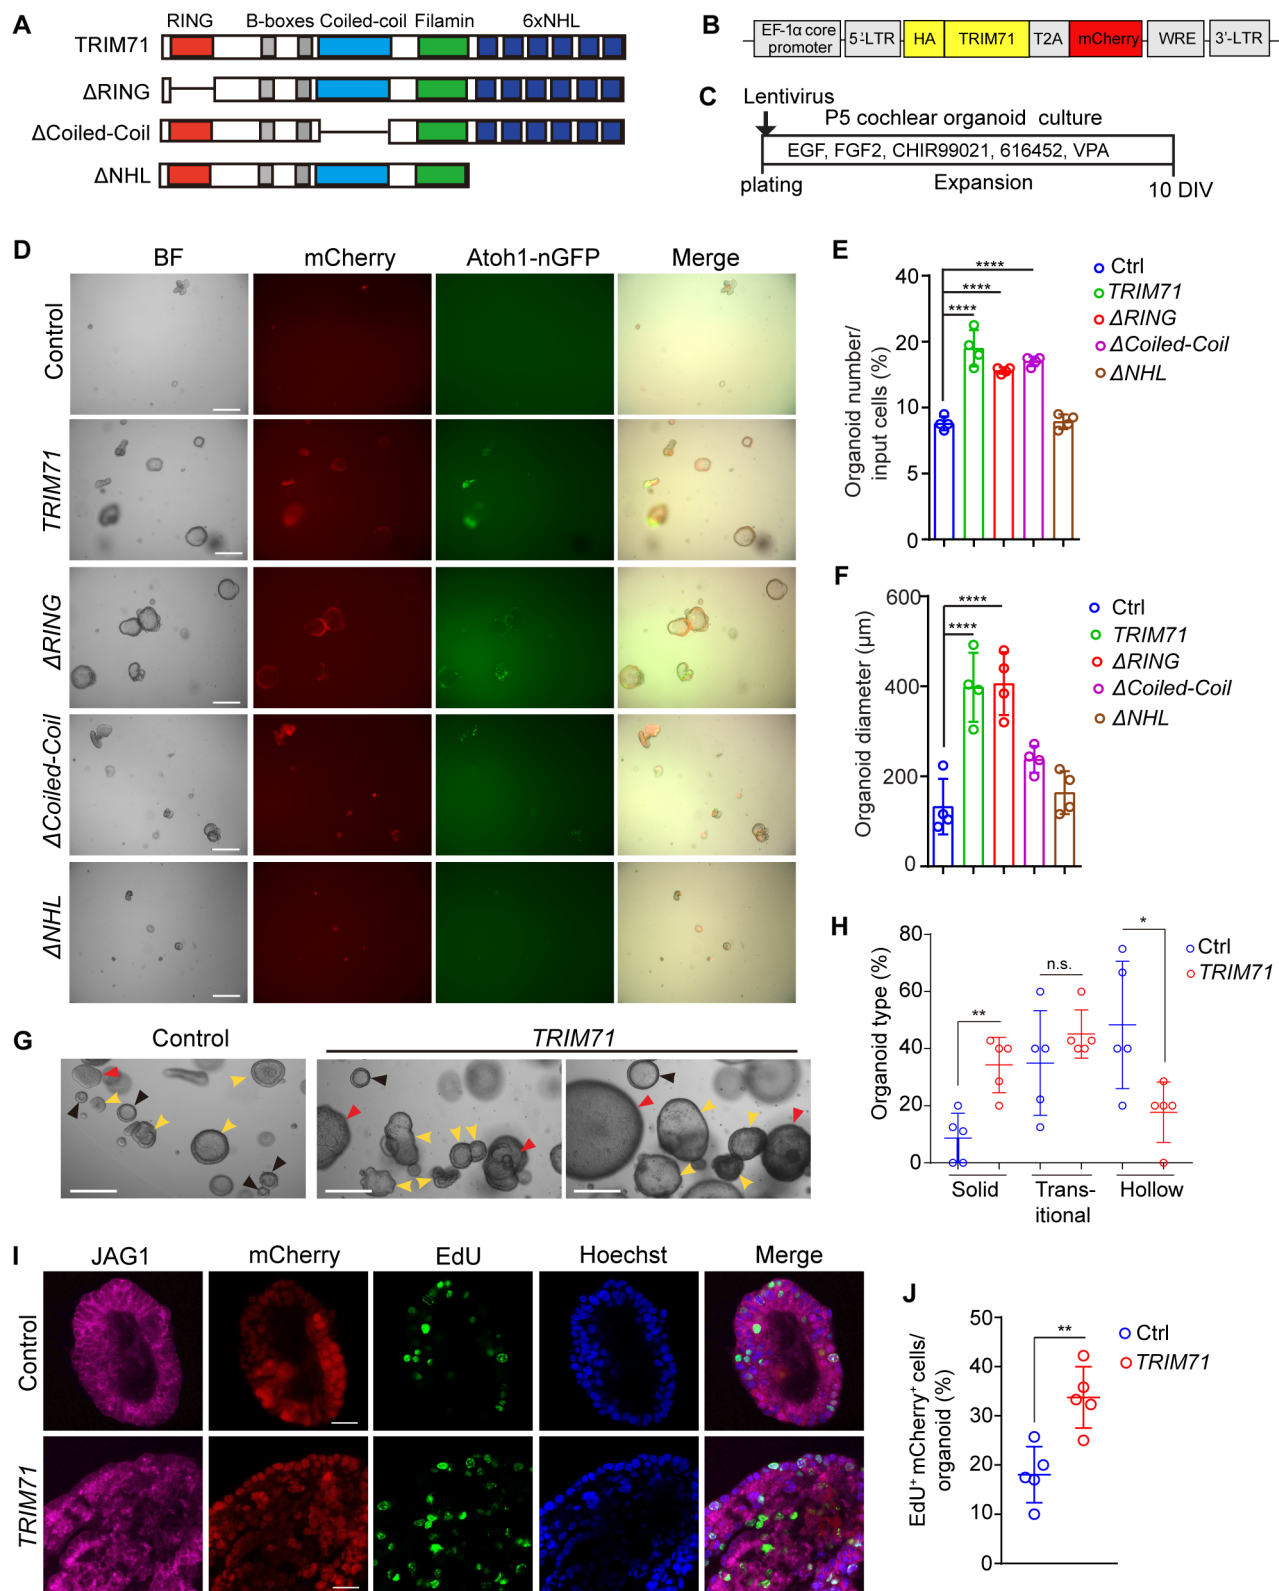 A
RING B-boxes Coiled-coil Filamin 6xNHL
TRIM71
ΔRING
ΔCoiled-Coil
ΔNHL
B
EF-1α core promoter 5'-LTR HA TRIM71 T2A mCherry WRE 3'-LTR
C
Lentivirus
P5 cochlear organoid culture
EGF, FGF2, CHIR99021, 616452, VPA
plating Expansion 10 DIV
D
BF mCherry Atoh1-nGFP Merge
Control
TRIM71
ΔRING
ΔCoiled-Coil
ΔNHL
E
Organoid number/
input cells (%)
40
20
10
5
0
****
****
****
Ctrl
TRIM71
ΔRING
ΔCoiled-Coil
ΔNHL
F
Organoid diameter (μm)
600
400
200
0
****
****
Ctrl
TRIM71
ΔRING
ΔCoiled-Coil
ΔNHL
G
Control TRIM71
H
Organoid type (%)
80
60
40
20
0
**
n.s.
*
Ctrl
TRIM71
Solid Trans- Hollow
itional
I
JAG1 mCherry EdU Hoechst Merge
Control
TRIM71
J
EdU⁺ mCherry⁺ cells/
organoid (%)
50
40
30
20
10
0
**
Ctrl
TRIM71